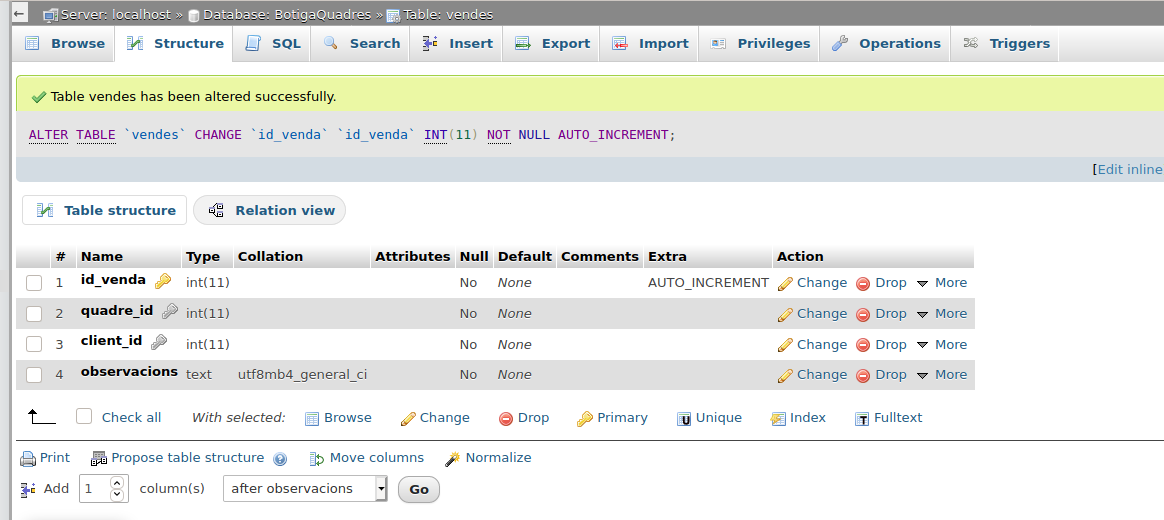 ← Server: localhost » Database: BotigaQuadres » Table: vendes
Browse Structure SQL Search Insert Export Import Privileges Operations Triggers
Table vendes has been altered successfully.
ALTER TABLE `vendes` CHANGE `id_venda` `id_venda` INT(11) NOT NULL AUTO_INCREMENT;
[Edit inline
Table structure Relation view
# Name Type Collation Attributes Null Default Comments Extra Action
1 id_venda int(11) No None AUTO_INCREMENT Change Drop More
2 quadre_id int(11) No None Change Drop More
3 client_id int(11) No None Change Drop More
4 observacions text utf8mb4_general_ci No None Change Drop More
Check all With selected: Browse Change Drop Primary Unique Index Fulltext
Print Propose table structure Move columns Normalize
Add 1 column(s) after observacions Go